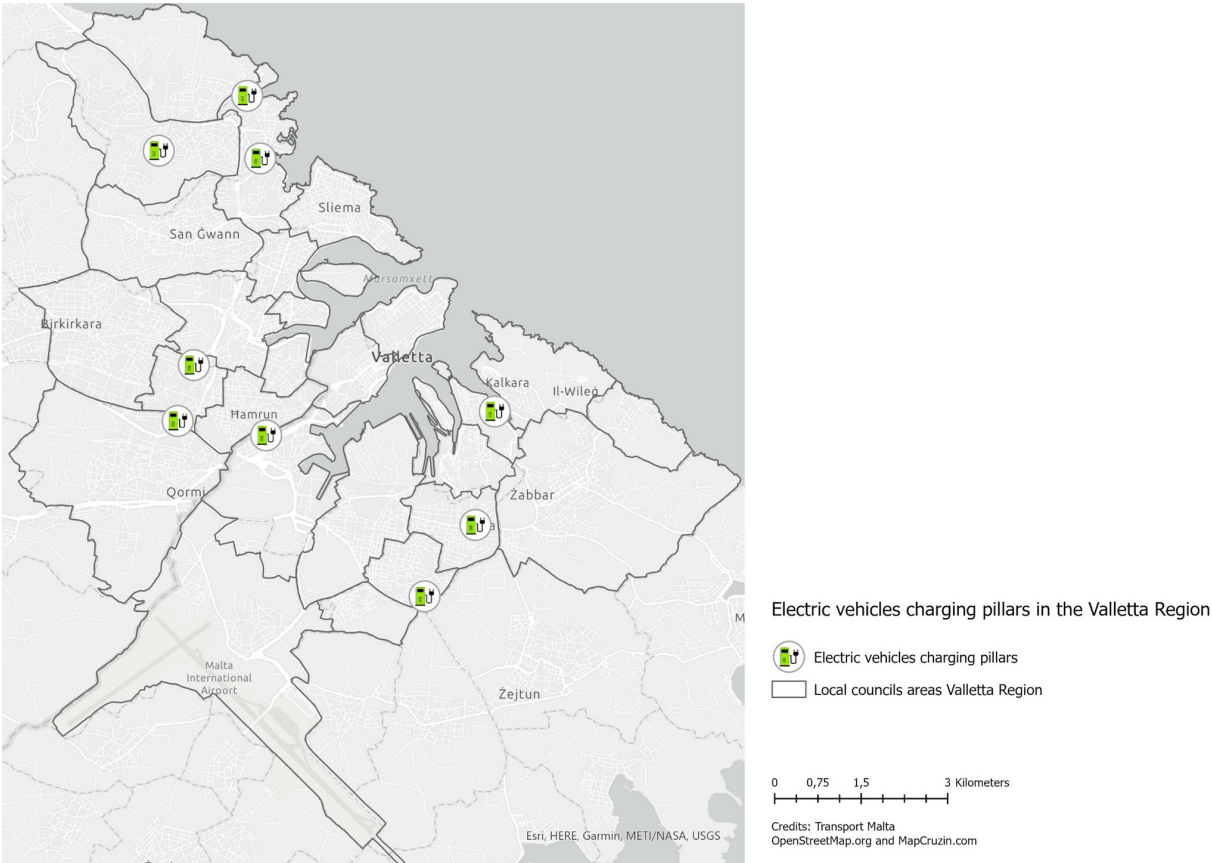 Sliema
San Ġwann
Marsamxett
Birkirkara
Valletta
Kalkara
Il-Wileġ
Hamrun
Qormi
Żabbar
a
Malta
International
Airport
Żejtun
M
Esri, HERE, Garmin, METI/NASA, USGS
Electric vehicles charging pillars in the Valletta Region
Electric vehicles charging pillars
Local councils areas Valletta Region
0 0,75 1,5 3 Kilometers
Credits: Transport Malta
OpenStreetMap.org and MapCruzin.com